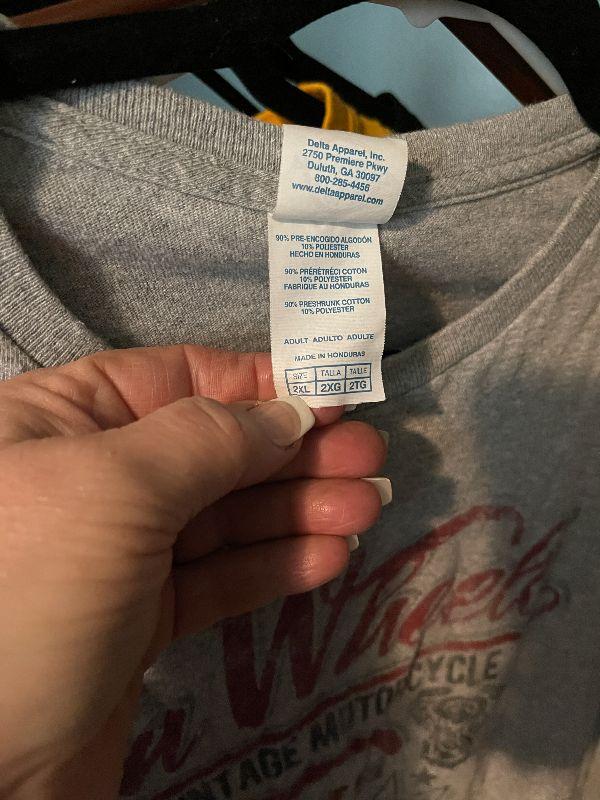 Delta Apparel, Inc.
2750 Premiere Pkwy
Duluth, GA 30097
800-285-4456
www.deltaapparel.com
90% PRE-ENCOGIDO ALGODÓN
10% POLIESTER
HECHO EN HONDURAS
90% PRÉRÉTRÉCI COTON
10% POLYESTER
FABRIQUE AU HONDURAS
90% PRESHRUNK COTTON
10% POLYESTER
ADULT ADULTO ADULTE
MADE IN HONDURAS
SIZE TALLA TAILLE
2XL 2XG 2TG
Wheels
VINTAGE MOTORCYCLE